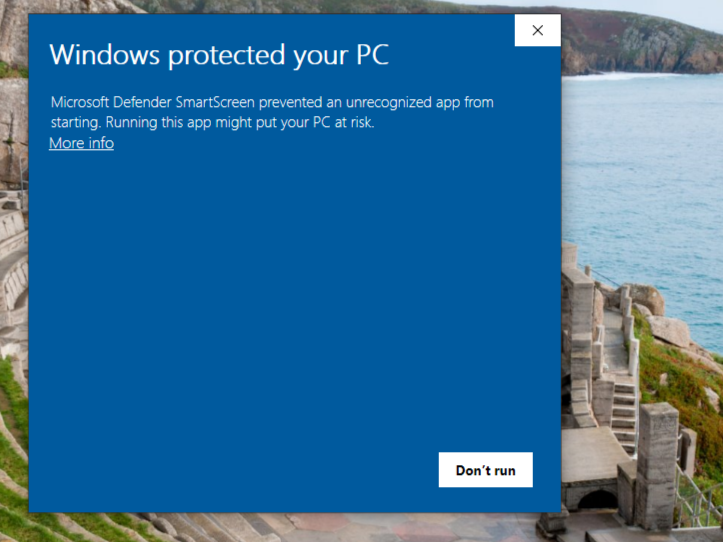 Windows protected your PC
Microsoft Defender SmartScreen prevented an unrecognized app from
starting. Running this app might put your PC at risk.
More info
Don’t run